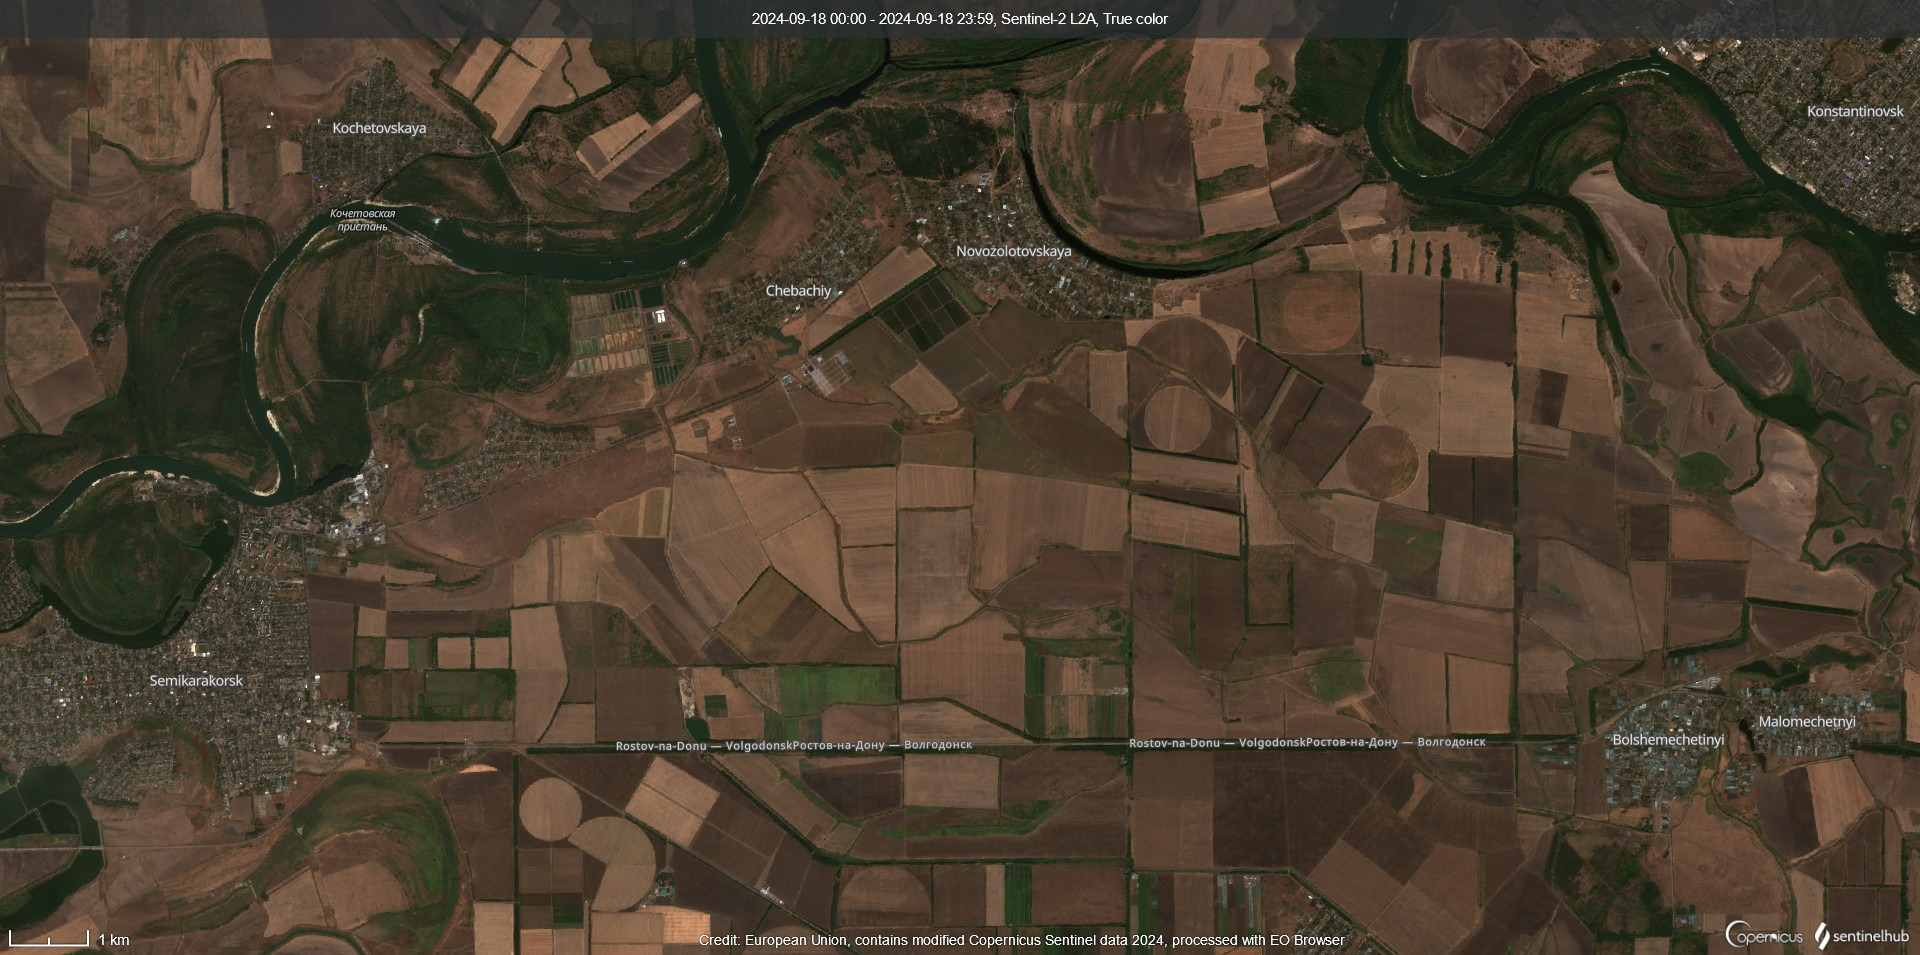 2024-09-18 00:00 - 2024-09-18 23:59, Sentinel-2 L2A, True color
Konstantinovsk
Kochetovskaya
Кочетовская
пристань
Novozolotovskaya
Chebachiy
Semikarakorsk
Malomechetnyi
Bolshemechetinyi
Rostov-na-Donu — VolgodonskРостов-на-Дону — Волгодонск
Rostov-na-Donu — VolgodonskРостов-на-Дону — Волгодонск
1 km
Credit: European Union, contains modified Copernicus Sentinel data 2024, processed with EO Browser
Copernicus
sentinelhub